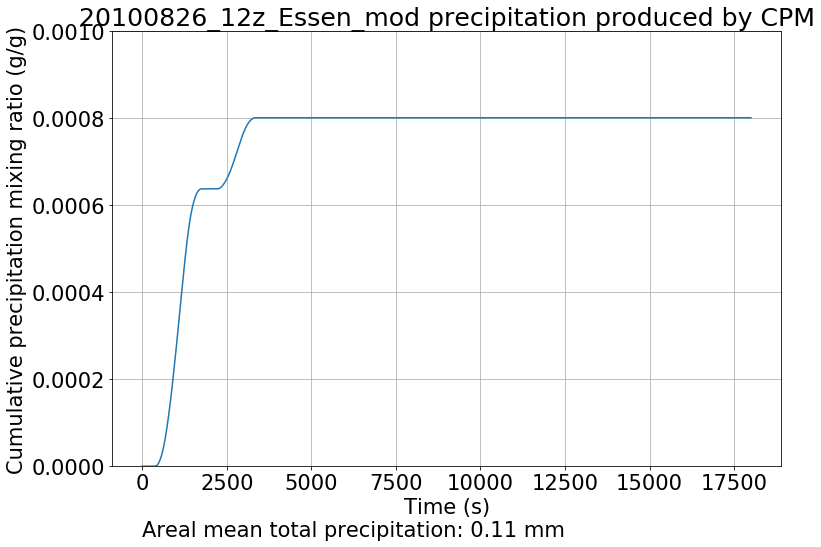 20100826_12z_Essen_mod precipitation produced by CPM
Cumulative precipitation mixing ratio (g/g)
0.0010
0.0008
0.0006
0.0004
0.0002
0.0000
0 2500 5000 7500 10000 12500 15000 17500
Time (s)
Areal mean total precipitation: 0.11 mm